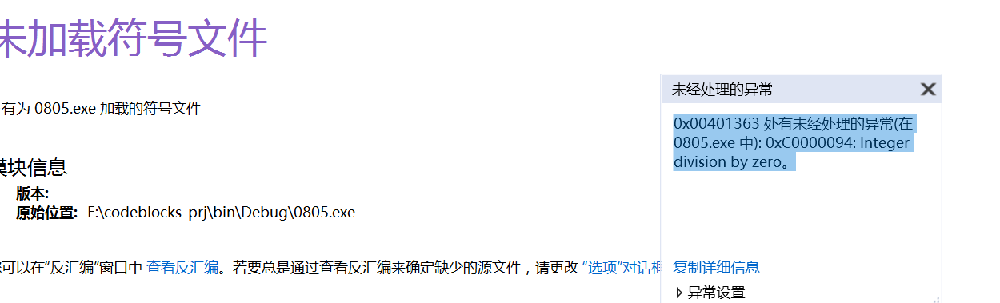 未加载符号文件
未经处理的异常
有为 0805.exe 加载的符号文件
0x00401363 处有未经处理的异常(在
0805.exe 中): 0xC0000094: Integer
division by zero。
模块信息
版本:
原始位置: E:\codeblocks_prj\bin\Debug\0805.exe
可以在“反汇编”窗口中 查看反汇编。若要总是通过查看反汇编来确定缺少的源文件，请更改 “选项”对话框
复制详细信息
异常设置